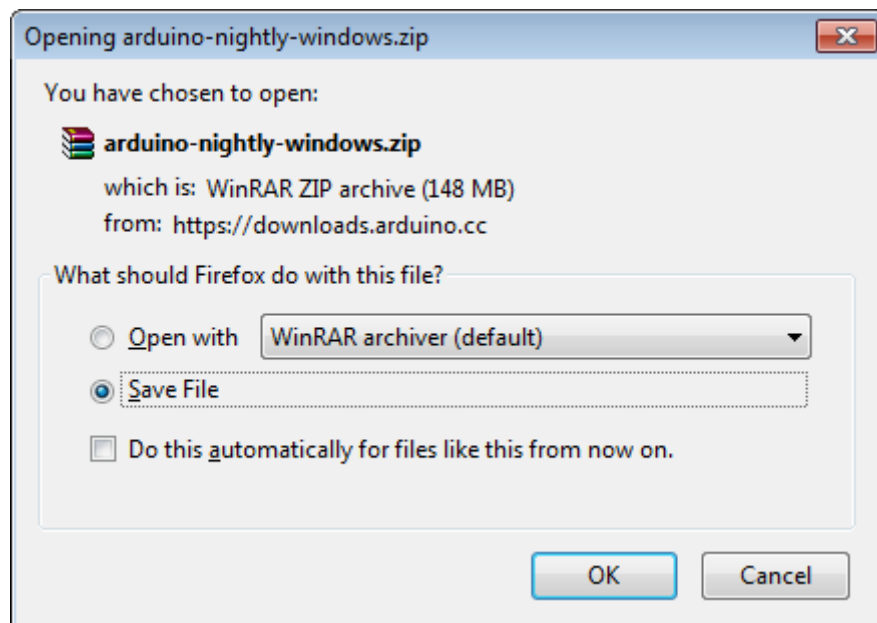 Opening arduino-nightly-windows.zip
You have chosen to open:
arduino-nightly-windows.zip
which is: WinRAR ZIP archive (148 MB)
from: https://downloads.arduino.cc
What should Firefox do with this file?
Open with WinRAR archiver (default)
Save File
Do this automatically for files like this from now on.
OK Cancel